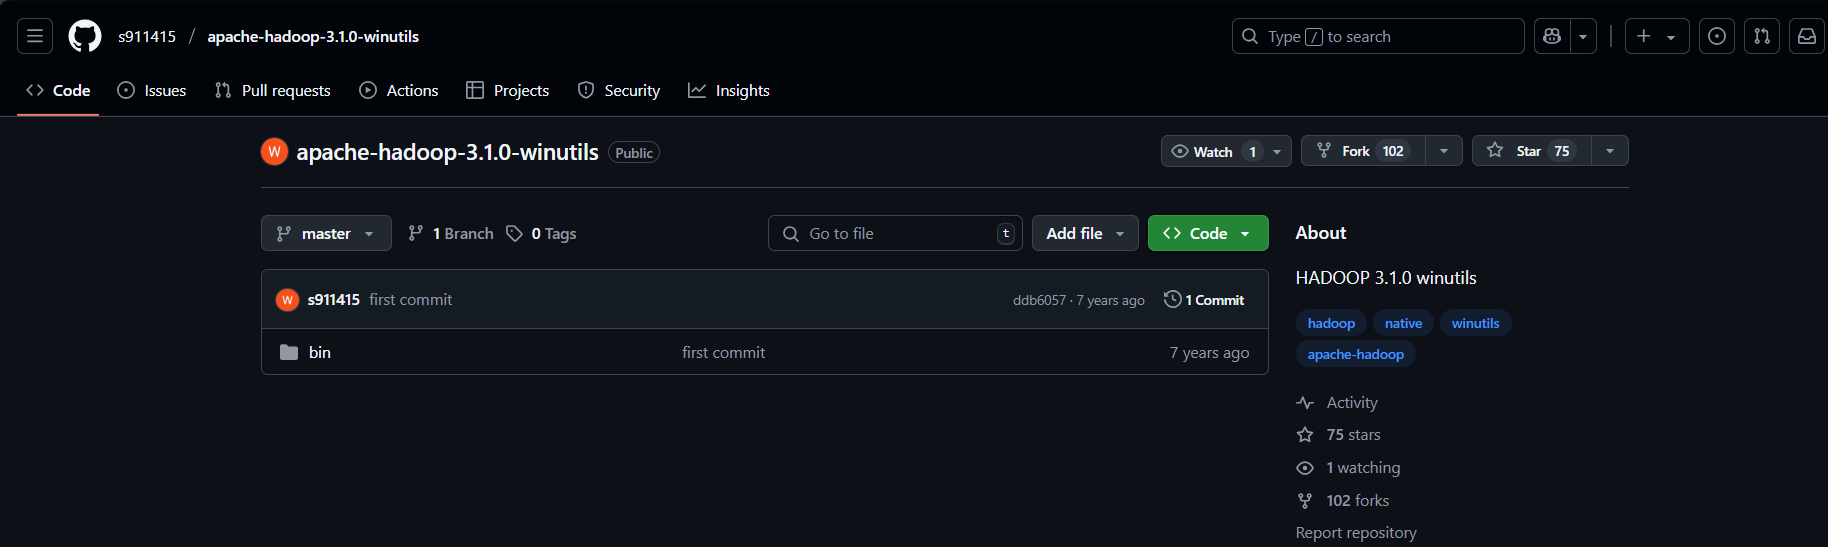 s911415 / apache-hadoop-3.1.0-winutils Type / to search
Code Issues Pull requests Actions Projects Security Insights
W apache-hadoop-3.1.0-winutils Public Watch 1 Fork 102 Star 75
master 1 Branch 0 Tags Go to file t Add file Code
W s911415 first commit ddb6057 · 7 years ago 1 Commit
bin first commit 7 years ago
About
HADOOP 3.1.0 winutils
hadoop native winutils
apache-hadoop
Activity
75 stars
1 watching
102 forks
Report repository